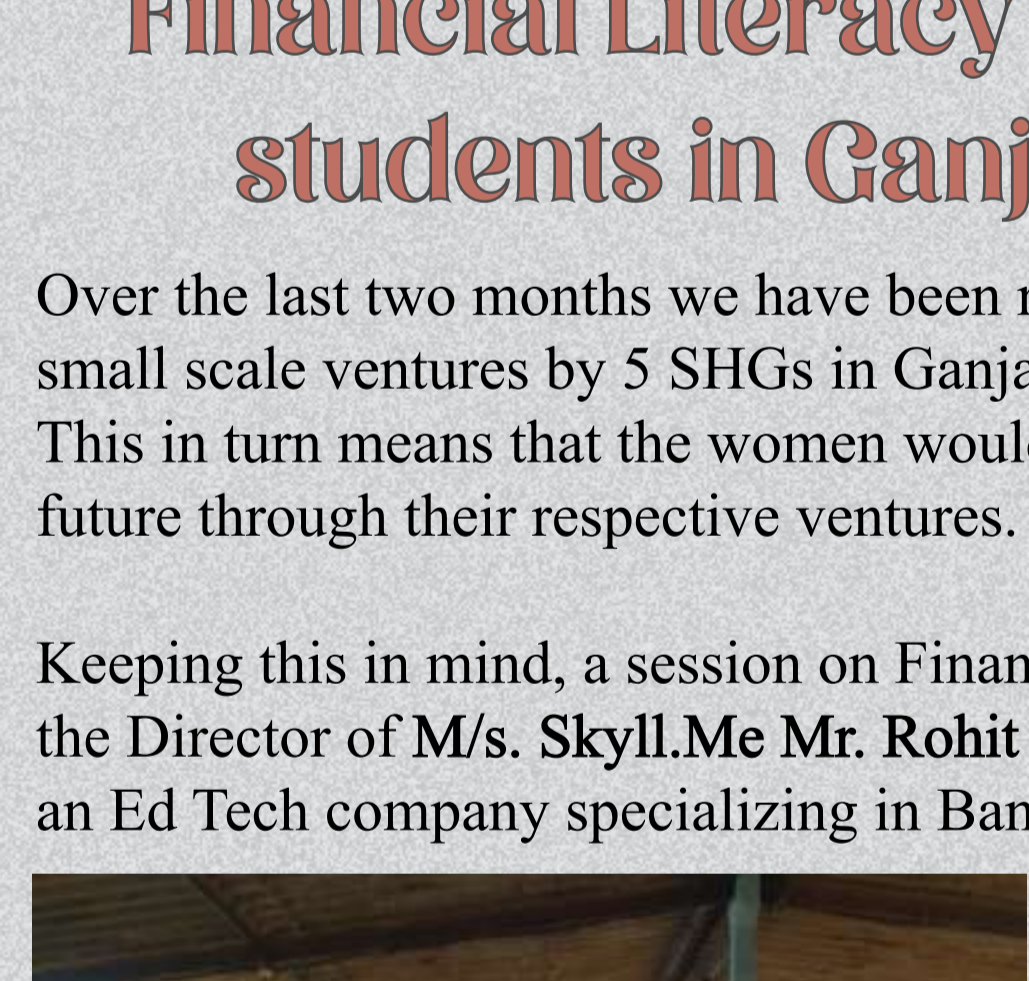 Financial Literacy
students in Ganj
Over the last two months we have been
small scale ventures by 5 SHGs in Ganja
This in turn means that the women would
future through their respective ventures.
Keeping this in mind, a session on Finan
the Director of M/s. Skyll.Me Mr. Rohit
an Ed Tech company specializing in Ban